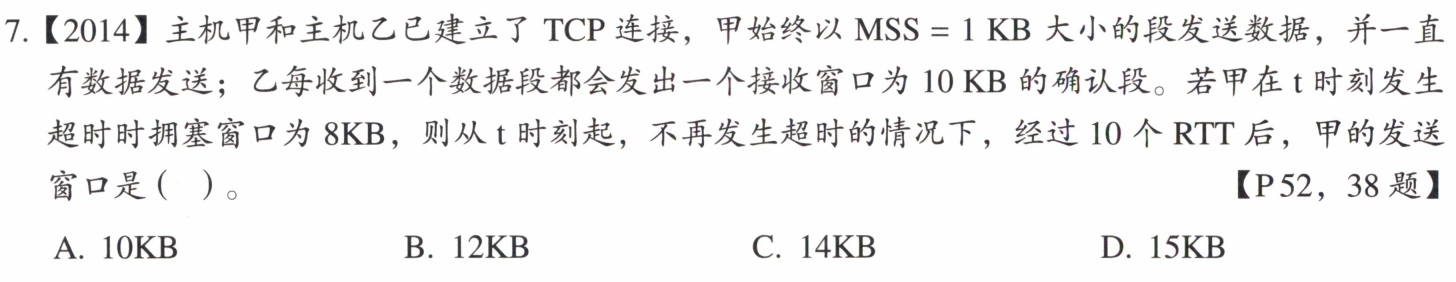 7.【2014】主机甲和主机乙已建立了 TCP 连接，甲始终以 MSS = 1 KB 大小的段发送数据，并一直
有数据发送；乙每收到一个数据段都会发出一个接收窗口为 10 KB 的确认段。若甲在 t 时刻发生
超时时拥塞窗口为 8KB，则从 t 时刻起，不再发生超时的情况下，经过 10 个 RTT 后，甲的发送
窗口是（ ）。 【P52，38 题】
A. 10KB B. 12KB C. 14KB D. 15KB